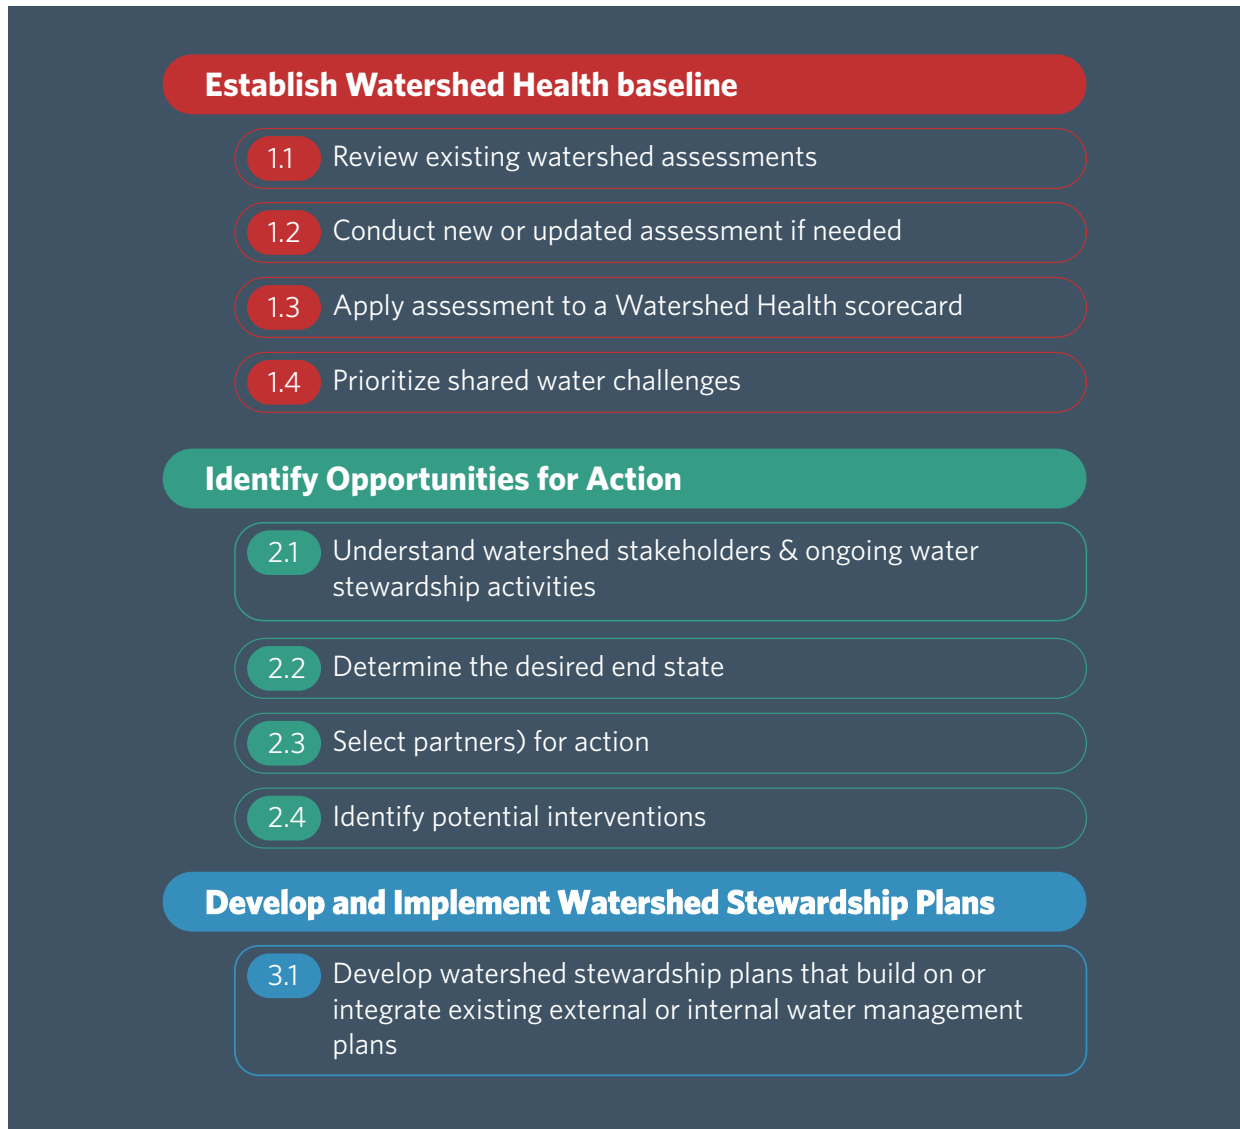 Establish Watershed Health baseline
1.1 Review existing watershed assessments
1.2 Conduct new or updated assessment if needed
1.3 Apply assessment to a Watershed Health scorecard
1.4 Prioritize shared water challenges
Identify Opportunities for Action
2.1 Understand watershed stakeholders & ongoing water
stewardship activities
2.2 Determine the desired end state
2.3 Select partners) for action
2.4 Identify potential interventions
Develop and Implement Watershed Stewardship Plans
3.1 Develop watershed stewardship plans that build on or
integrate existing external or internal water management
plans